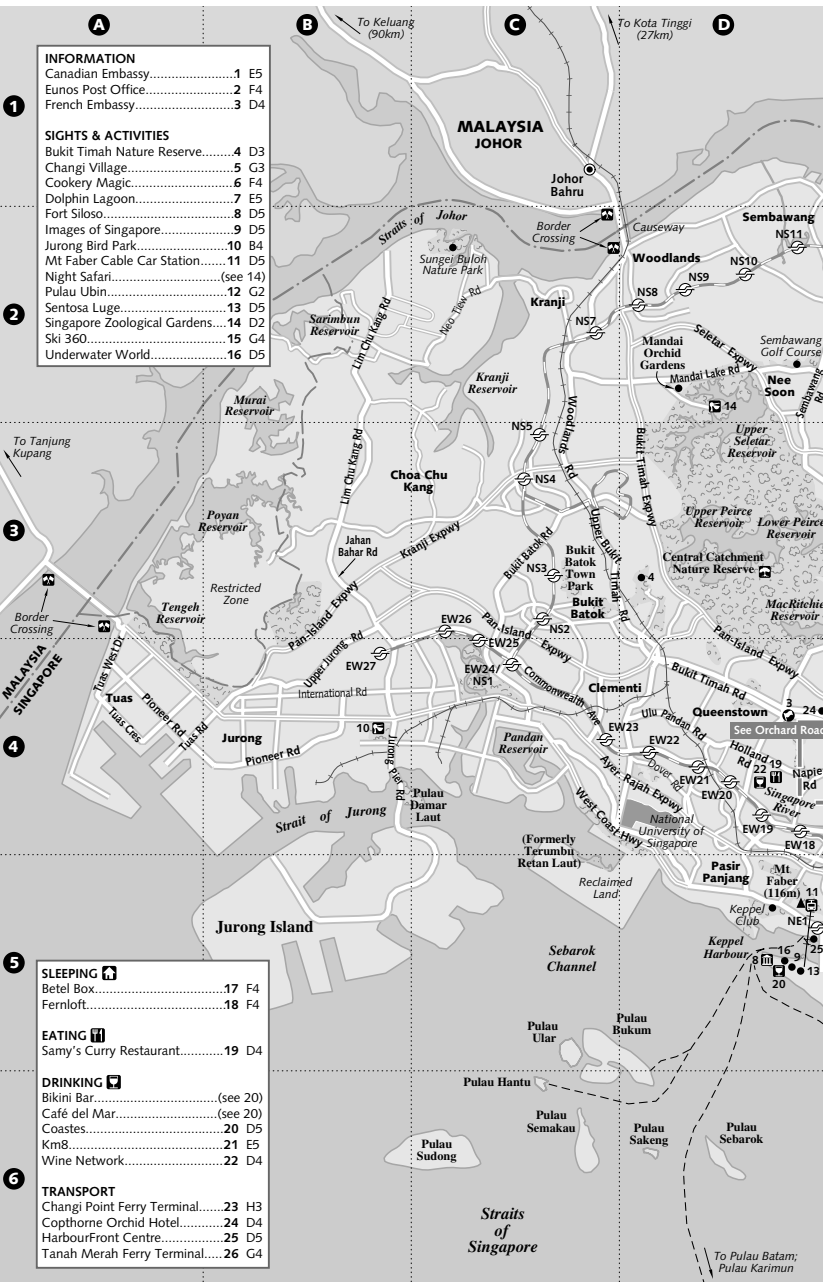 A
B
C
D
1
2
3
4
5
6
INFORMATION
Canadian Embassy.........................1 E5
Eunos Post Office..........................2 F4
French Embassy.............................3 D4
SIGHTS & ACTIVITIES
Bukit Timah Nature Reserve.........4 D3
Changi Village...............................5 G3
Cookery Magic..............................6 F4
Dolphin Lagoon.............................7 E5
Fort Siloso.....................................8 D5
Images of Singapore......................9 D5
Jurong Bird Park..........................10 B4
Mt Faber Cable Car Station.........11 D5
Night Safari............................(see 14)
Pulau Ubin..................................12 G2
Sentosa Luge..............................13 D5
Singapore Zoological Gardens....14 D2
Ski 360........................................15 G4
Underwater World......................16 D5
To Keluang
(90km)
To Kota Tinggi
(27km)
MALAYSIA
JOHOR
Johor
Bahru
Straits of Johor
Border
Crossing
Causeway
Sembawang
NS11
Woodlands
NS10
NS9
NS8
Sungei Buloh
Nature Park
Neo Tiew Rd
Kranji
NS7
Sarimbun
Reservoir
Lim Chu Kang Rd
Mandai
Orchid
Gardens
Seletar Expwy
Sembawang
Golf Course
Mandai Lake Rd
Nee
Soon
Sembawang
Rd
14
Kranji
Reservoir
Murai
Reservoir
Woodlands Rd
Upper
Seletar
Reservoir
To Tanjung
Kupang
NS5
Bukit Timah Expwy
Lim Chu Kang Rd
Choa Chu
Kang
NS4
Poyan
Reservoir
Upper Peirce
Reservoir
Lower Peirce
Reservoir
Kranji Expwy
Jahan
Bahar Rd
Bukit Batok Rd
Upper Bukit Timah Rd
Bukit
Batok
Town
Park
NS3
Central Catchment
Nature Reserve
4
Restricted
Zone
Bukit
Batok
Tengeh
Reservoir
Border
Crossing
Pan-Island Expwy
MacRitchie
Reservoir
EW26
NS2
Pan-Island Expwy
EW25
Pan-Island Expwy
MALAYSIA
SINGAPORE
Tuas West Dr
Upper Jurong Rd
EW27
EW24/
NS1
Commonwealth Ave
Clementi
Bukit Timah Rd
Tuas
Pioneer Rd
Tuas Cres
Tuas Rd
International Rd
Queenstown
3
24
See Orchard Road
Jurong
10
Pandan
Reservoir
EW23
Ulu Pandan Rd
EW22
Holland
Rd
19
22
Pioneer Rd
Jurong Pier Rd
Ayer Rajah Expwy
Dover Rd
EW21
EW20
Singapore
River
Napier
Rd
Pulau
Damar
Laut
West Coast Hwy
National
University of
Singapore
EW19
EW18
Strait of Jurong
(Formerly
Terumbu
Retan Laut)
Reclaimed
Land
Pasir
Panjang
Mt
Faber
(116m)
11
Keppel
Club
NE1
25
Jurong Island
Sebarok
Channel
Keppel
Harbour
16
8
9
13
20
SLEEPING
Betel Box.....................................17 F4
Fernloft.......................................18 F4
EATING
Samy's Curry Restaurant............19 D4
DRINKING
Bikini Bar...............................(see 20)
Café del Mar.........................(see 20)
Coastes.......................................20 D5
Km8............................................21 E5
Wine Network............................22 D4
TRANSPORT
Changi Point Ferry Terminal.......23 H3
Copthorne Orchid Hotel.............24 D4
HarbourFront Centre..................25 D5
Tanah Merah Ferry Terminal.....26 G4
Pulau
Ular
Pulau
Bukum
Pulau Hantu
Pulau
Semakau
Pulau
Sakeng
Pulau
Sebarok
Pulau
Sudong
Straits
of
Singapore
To Pulau Batam;
Pulau Karimun